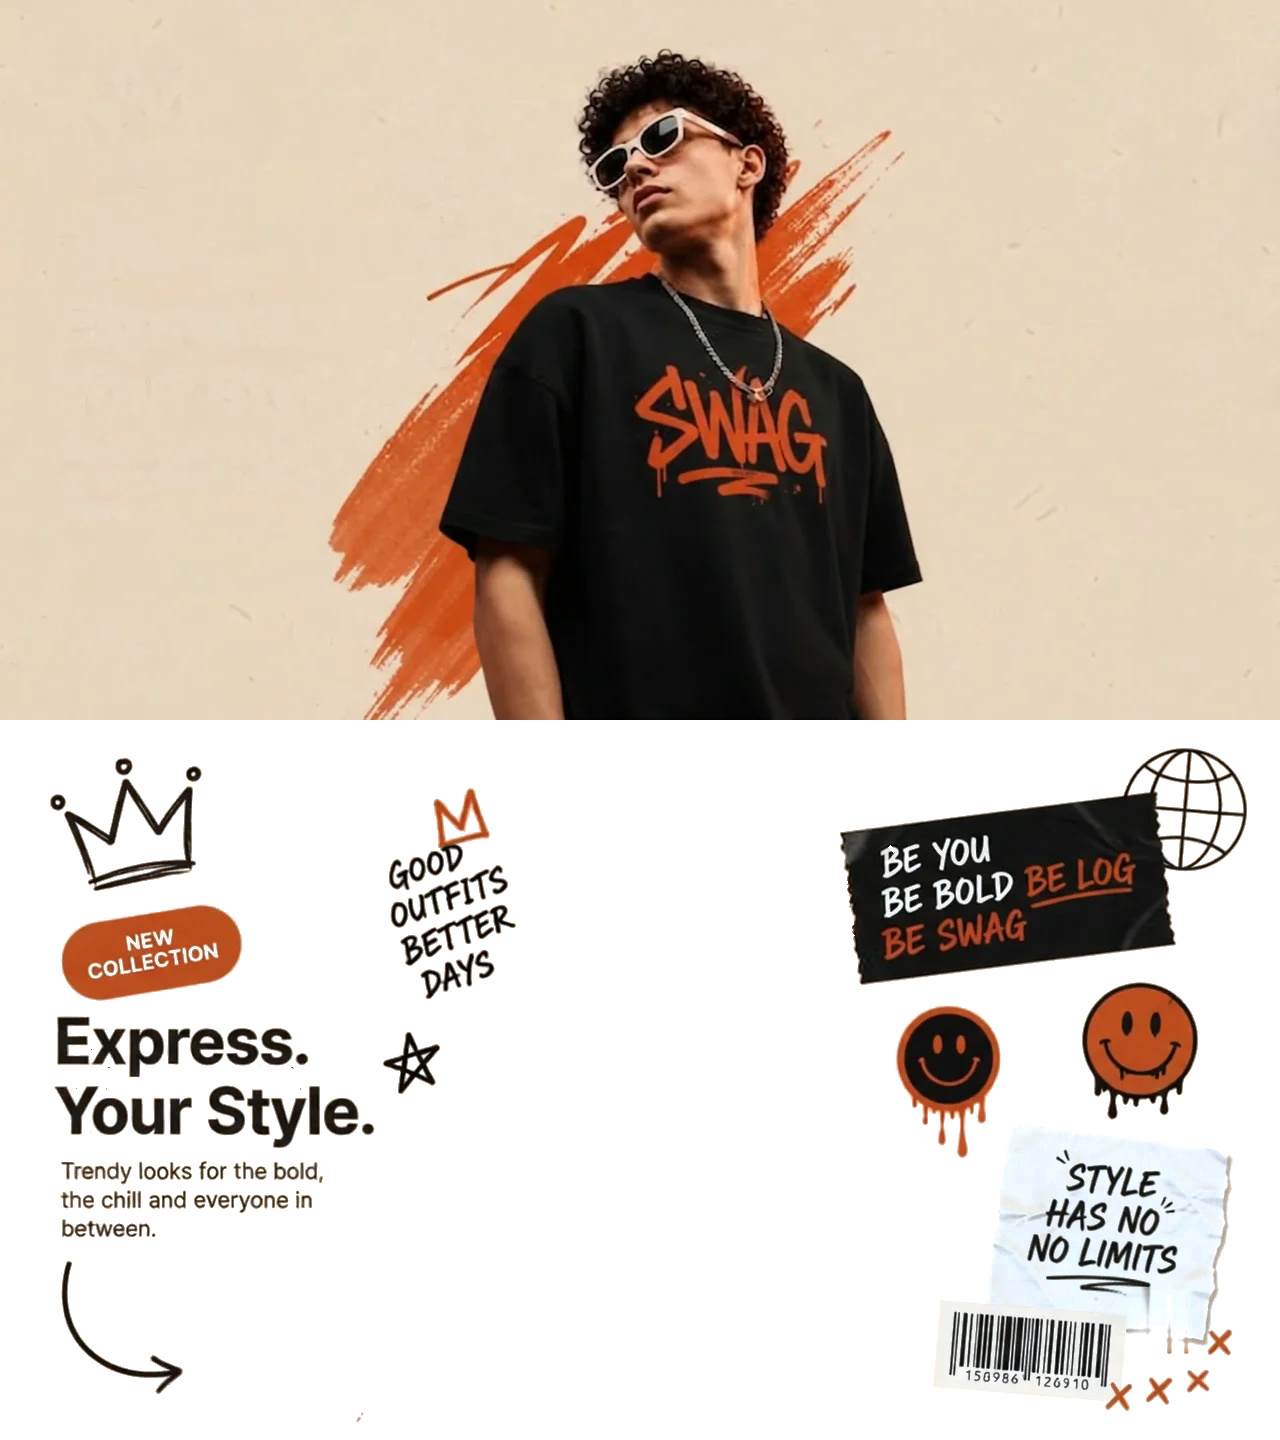 SWAG
NEW
COLLECTION
Express.
Your Style.
Trendy looks for the bold,
the chill and everyone in
between.
GOOD
OUTFITS
BETTER
DAYS
BE YOU
BE BOLD BE LOG
BE SWAG
STYLE
HAS NO
NO LIMITS
150986 126910